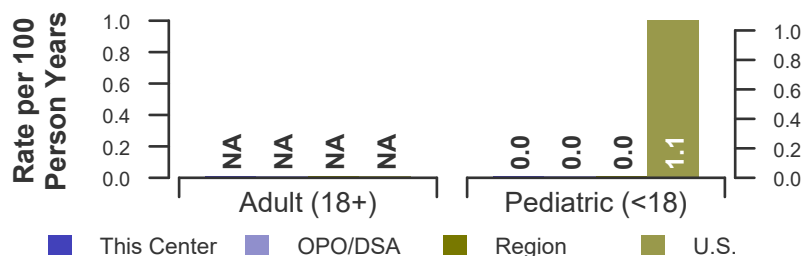 Rate per 100
Person Years
1.0
0.8
0.6
0.4
0.2
0.0
NA
NA
NA
NA
0.0
0.0
0.0
1.1
1.0
0.8
0.6
0.4
0.2
0.0
Adult (18+)
Pediatric (<18)
This Center
OPO/DSA
Region
U.S.